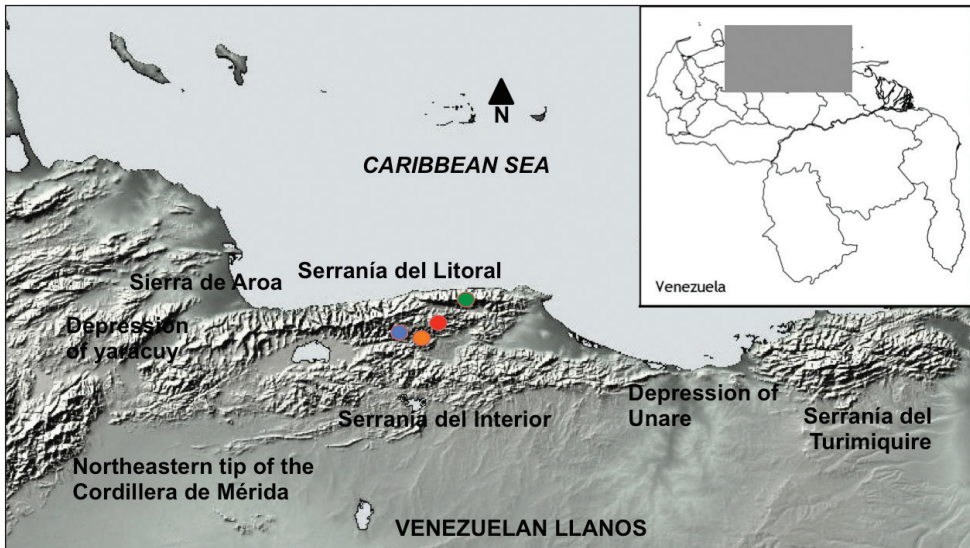 N
CARIBBEAN SEA
Venezuela
Serranía del Litoral
Sierra de Aroa
Depression
of yaracuy
Serranía del Interior
Depression of
Unare
Serranía del
Turimiquire
Northeastern tip of the
Cordillera de Mérida
VENEZUELAN LLANOS